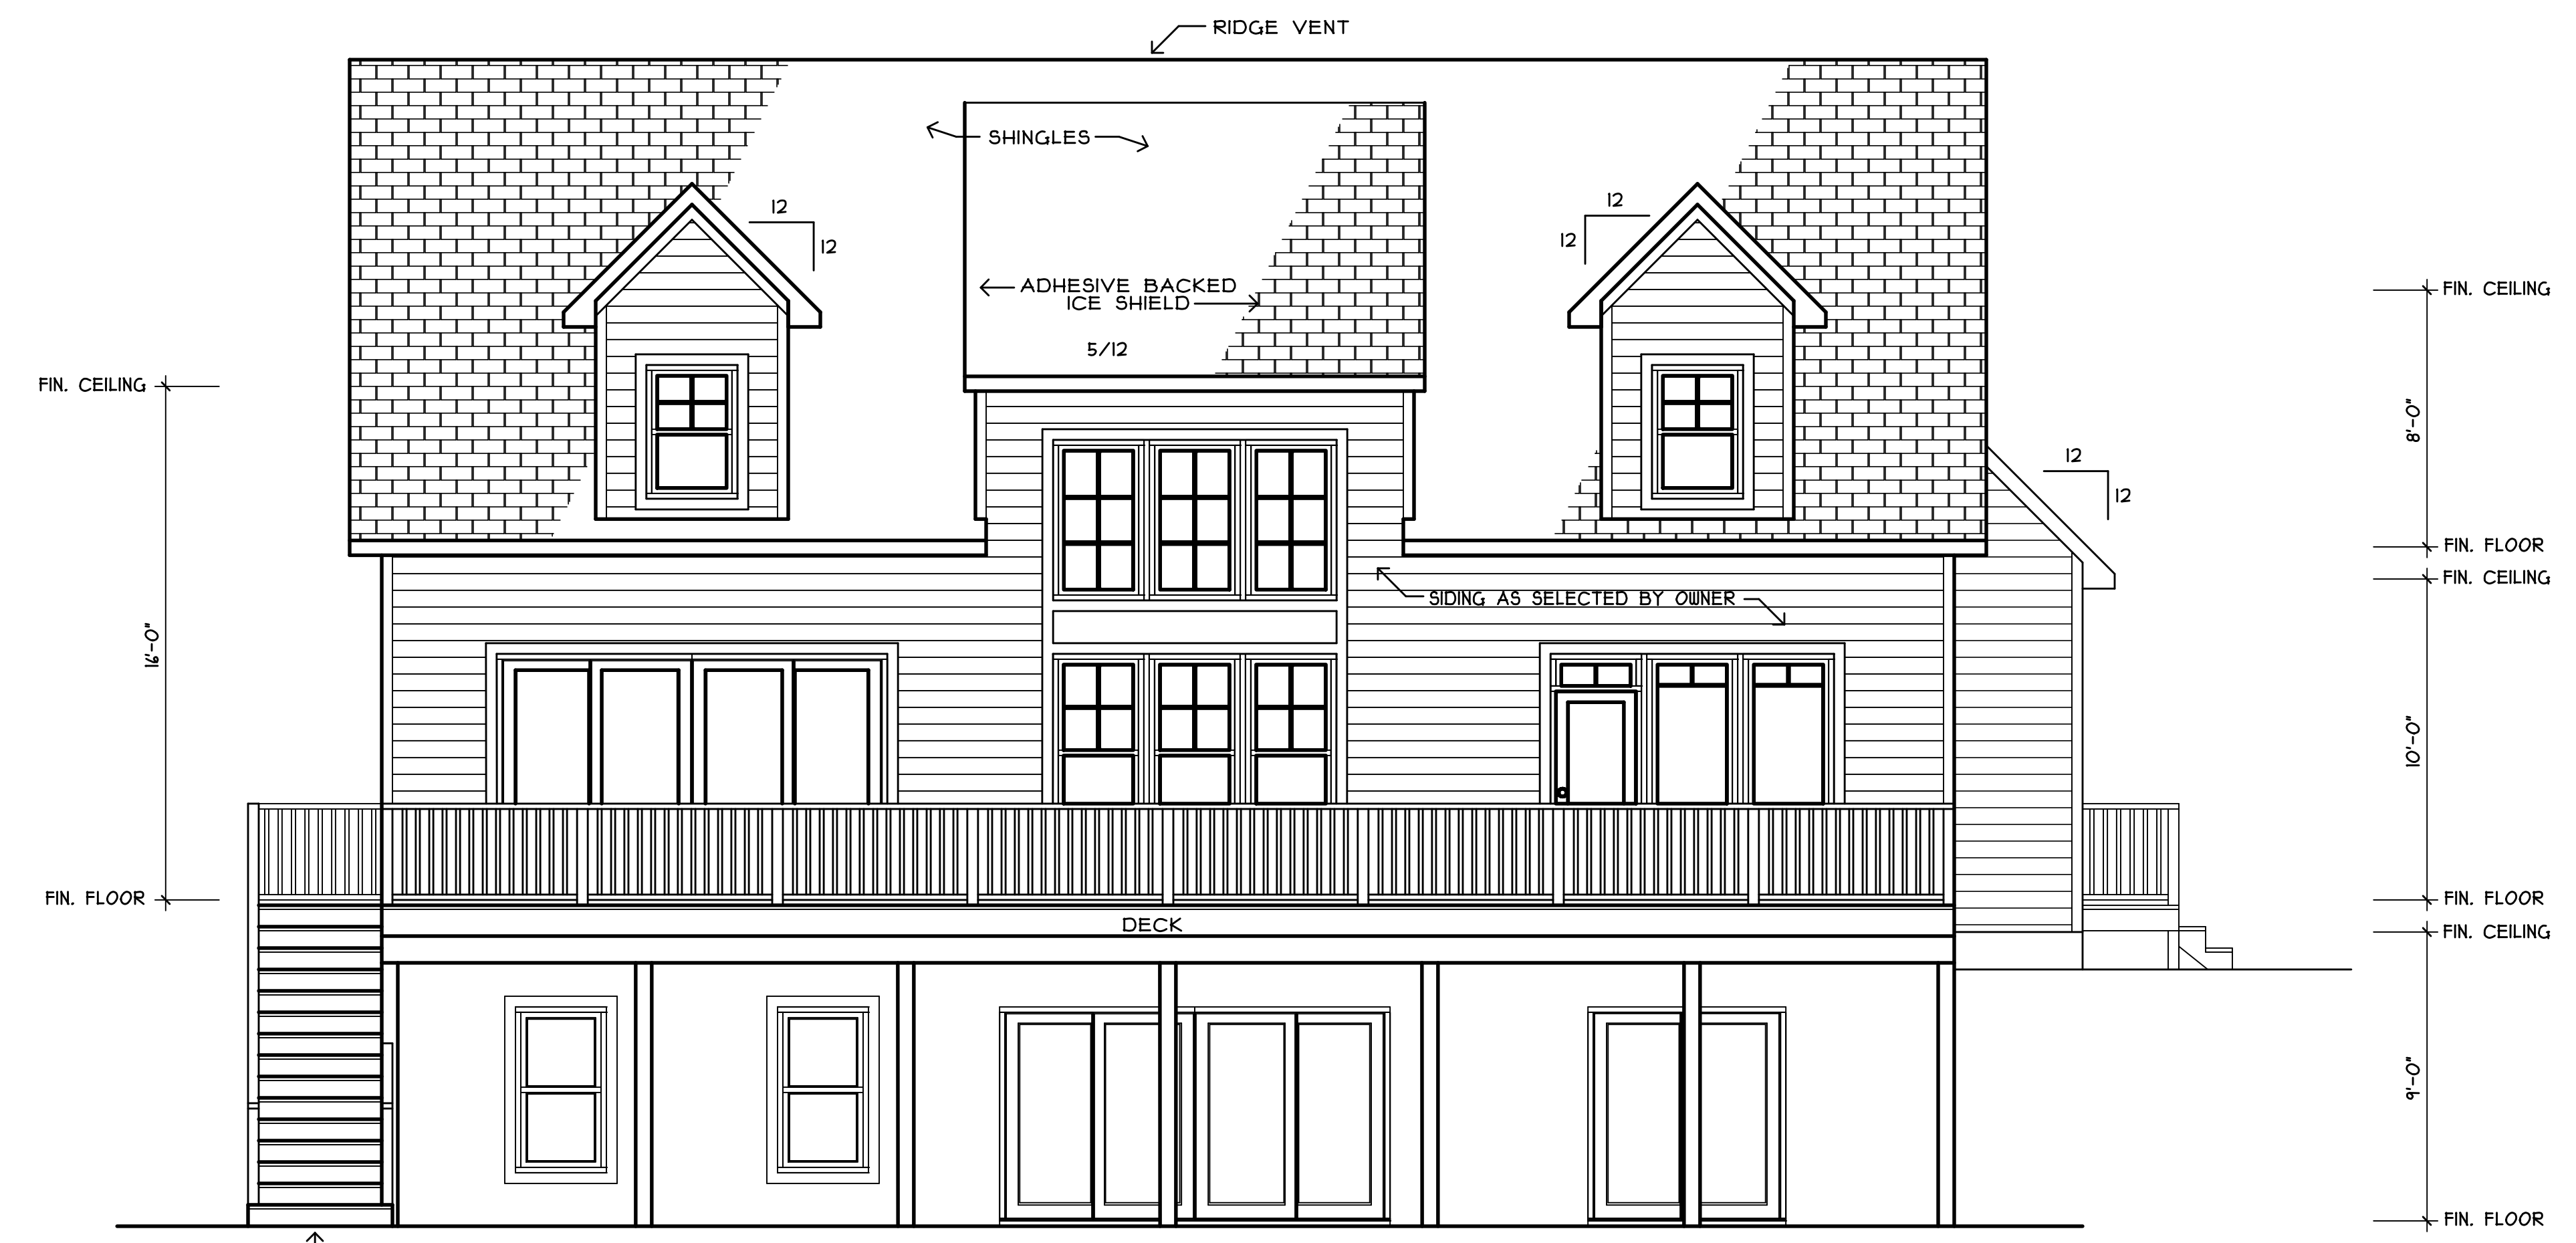 RIDGE VENT
SHINGLES
12
12
12
12
ADHESIVE BACKED
ICE SHIELD
5/12
FIN. CEILING
FIN. CEILING
8'-0"
12
12
FIN. FLOOR
FIN. CEILING
SIDING AS SELECTED BY OWNER
16'-0"
10'-0"
FIN. FLOOR
FIN. FLOOR
DECK
FIN. CEILING
9'-0"
FIN. FLOOR